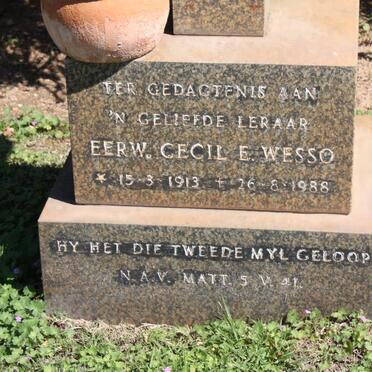 TER GEDAGTENIS AAN
'N GELIEFDE LERAAR
EERW. CECIL E. WESSO
* 15-3-1913 + 26-8-1988
HY HET DIE TWEEDE MYL GELOOP
N.A.V. MATT. 5 V. 41.